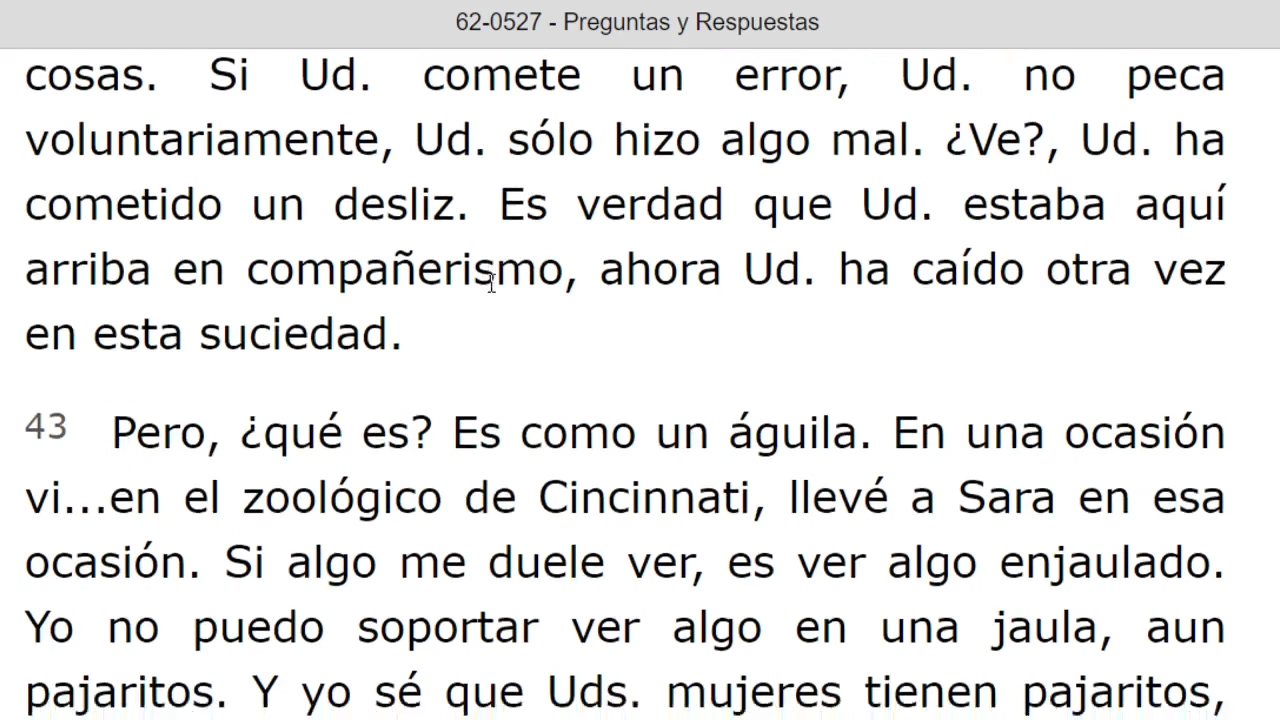 62-0527 - Preguntas y Respuestas
cosas. Si Ud. comete un error, Ud. no peca
voluntariamente, Ud. sólo hizo algo mal. ¿Ve?, Ud. ha
cometido un desliz. Es verdad que Ud. estaba aquí
arriba en compañerismo, ahora Ud. ha caído otra vez
en esta suciedad.
43 Pero, ¿qué es? Es como un águila. En una ocasión
vi...en el zoológico de Cincinnati, llevé a Sara en esa
ocasión. Si algo me duele ver, es ver algo enjaulado.
Yo no puedo soportar ver algo en una jaula, aun
pajaritos. Y yo sé que Uds. mujeres tienen pajaritos,